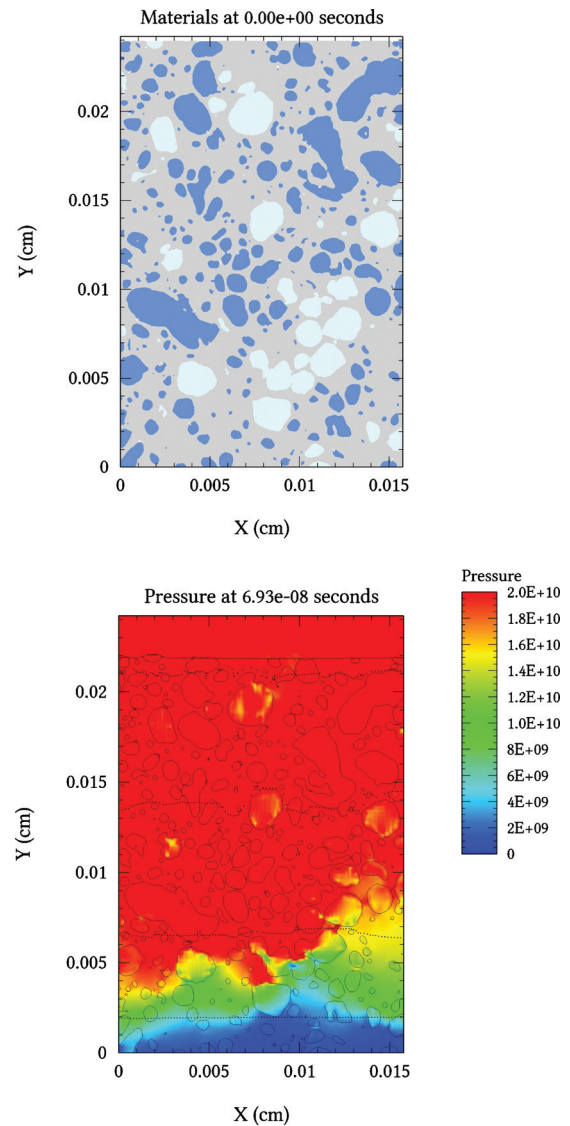 Materials at 0.00e+00 seconds
Y (cm)
0.02
0.015
0.01
0.005
0
0 0.005 0.01 0.015
X (cm)
Pressure at 6.93e-08 seconds
Y (cm)
0.02
0.015
0.01
0.005
0
0 0.005 0.01 0.015
X (cm)
Pressure
2.0E+10
1.8E+10
1.6E+10
1.4E+10
1.2E+10
1.0E+10
8E+09
6E+09
4E+09
2E+09
0